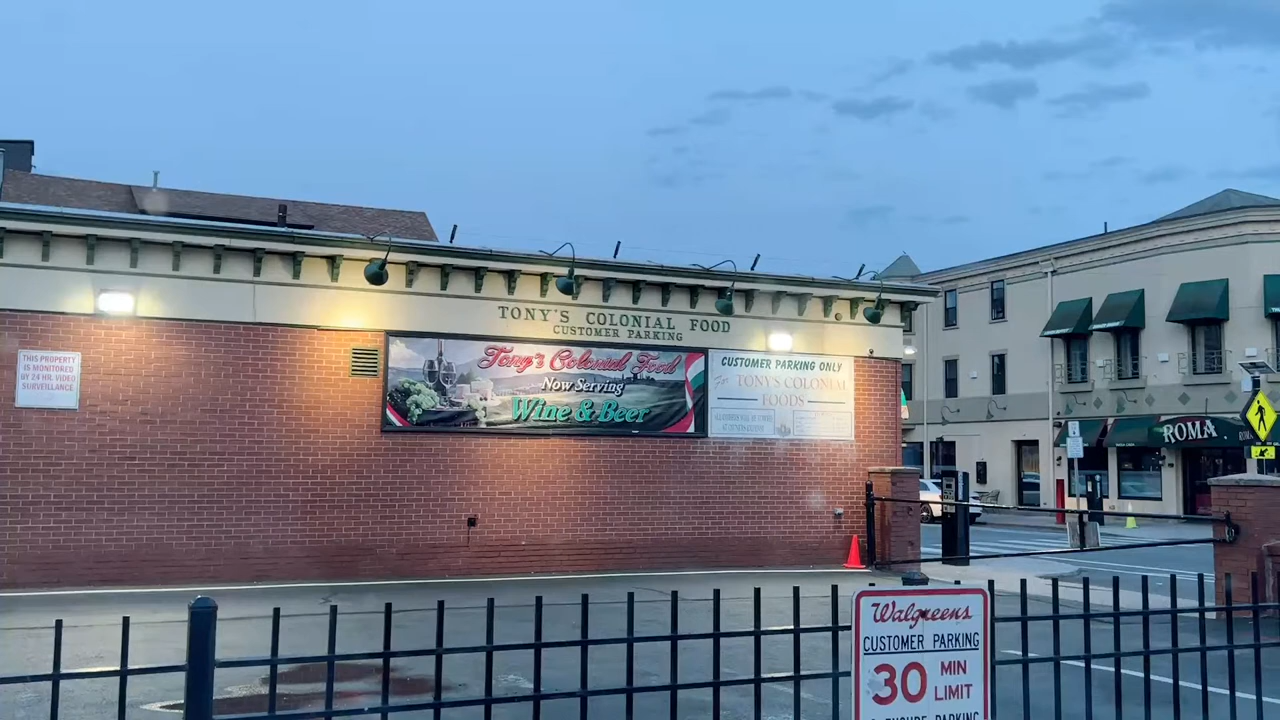 TONY'S COLONIAL FOOD
CUSTOMER PARKING
THIS PROPERTY
IS MONITORED
BY 24 HR. VIDEO
SURVEILLANCE
Tony's Colonial Food
Now Serving
Wine & Beer
CUSTOMER PARKING ONLY
For TONY'S COLONIAL
FOODS
ROMA
Walgreens
CUSTOMER PARKING
30 MIN
LIMIT